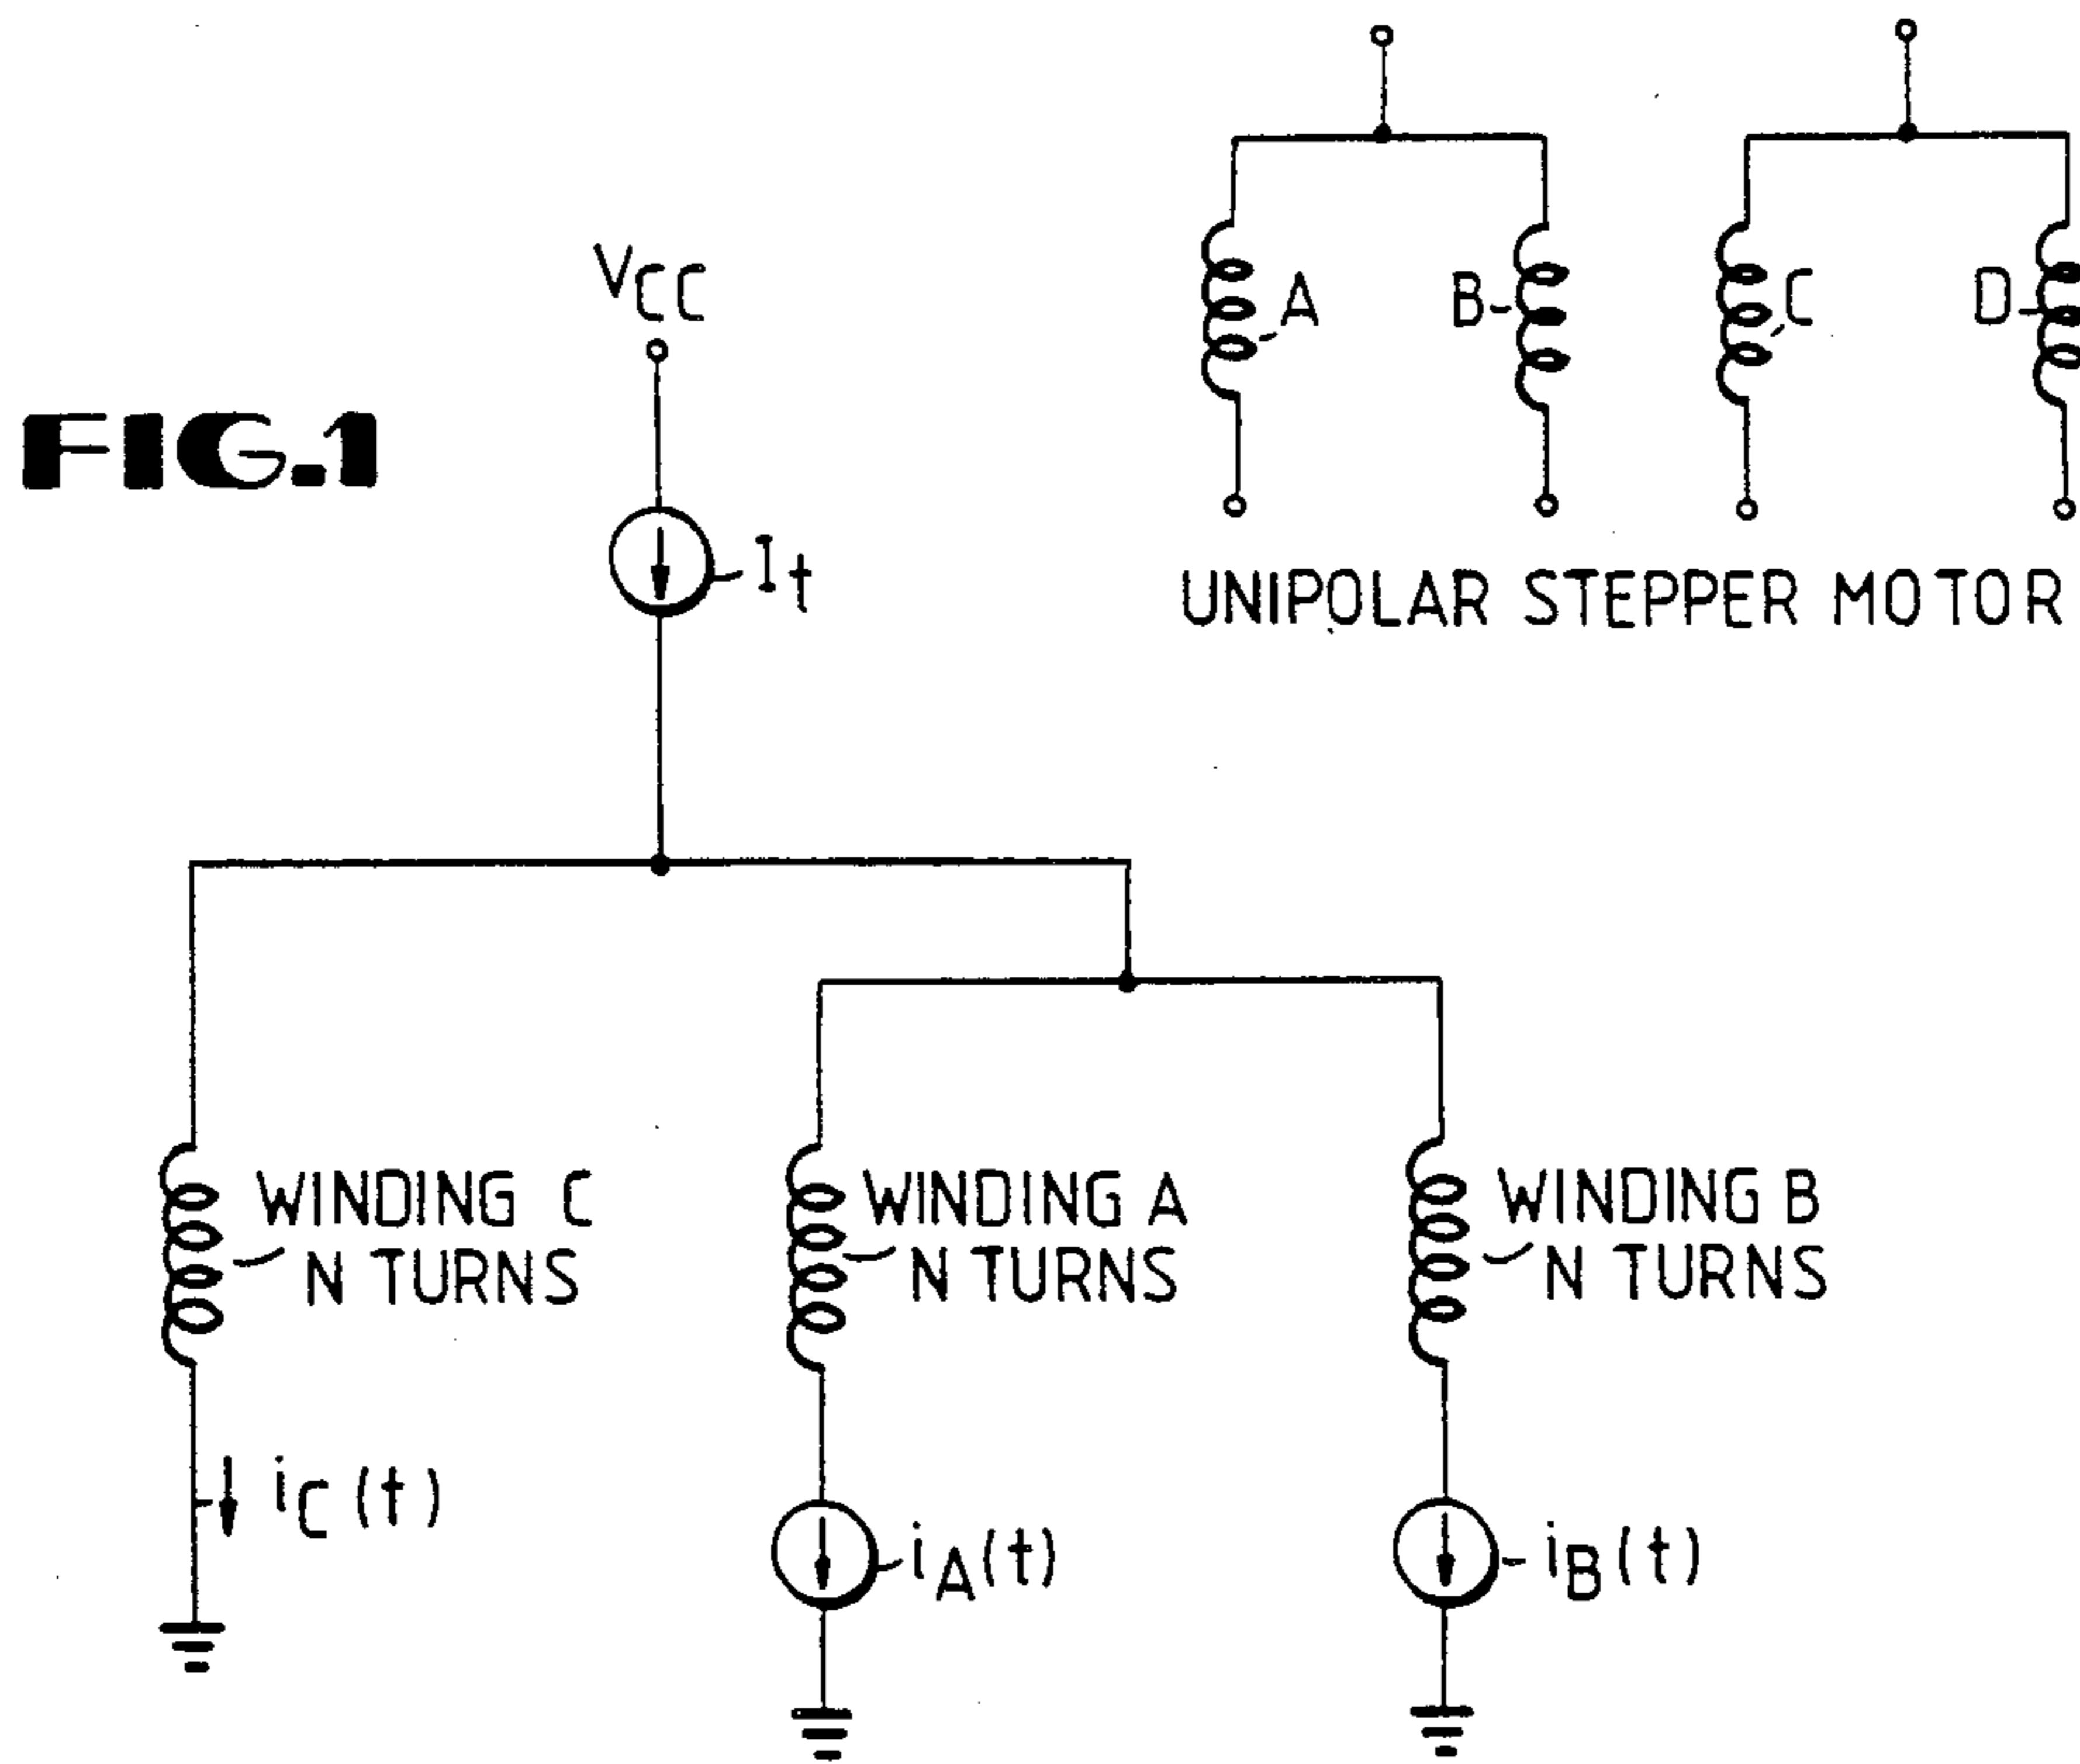 A
B
C
D
UNIPOLAR STEPPER MOTOR
VCC
FIG.1
It
WINDING C
N TURNS
WINDING A
N TURNS
WINDING B
N TURNS
iC(t)
iA(t)
iB(t)